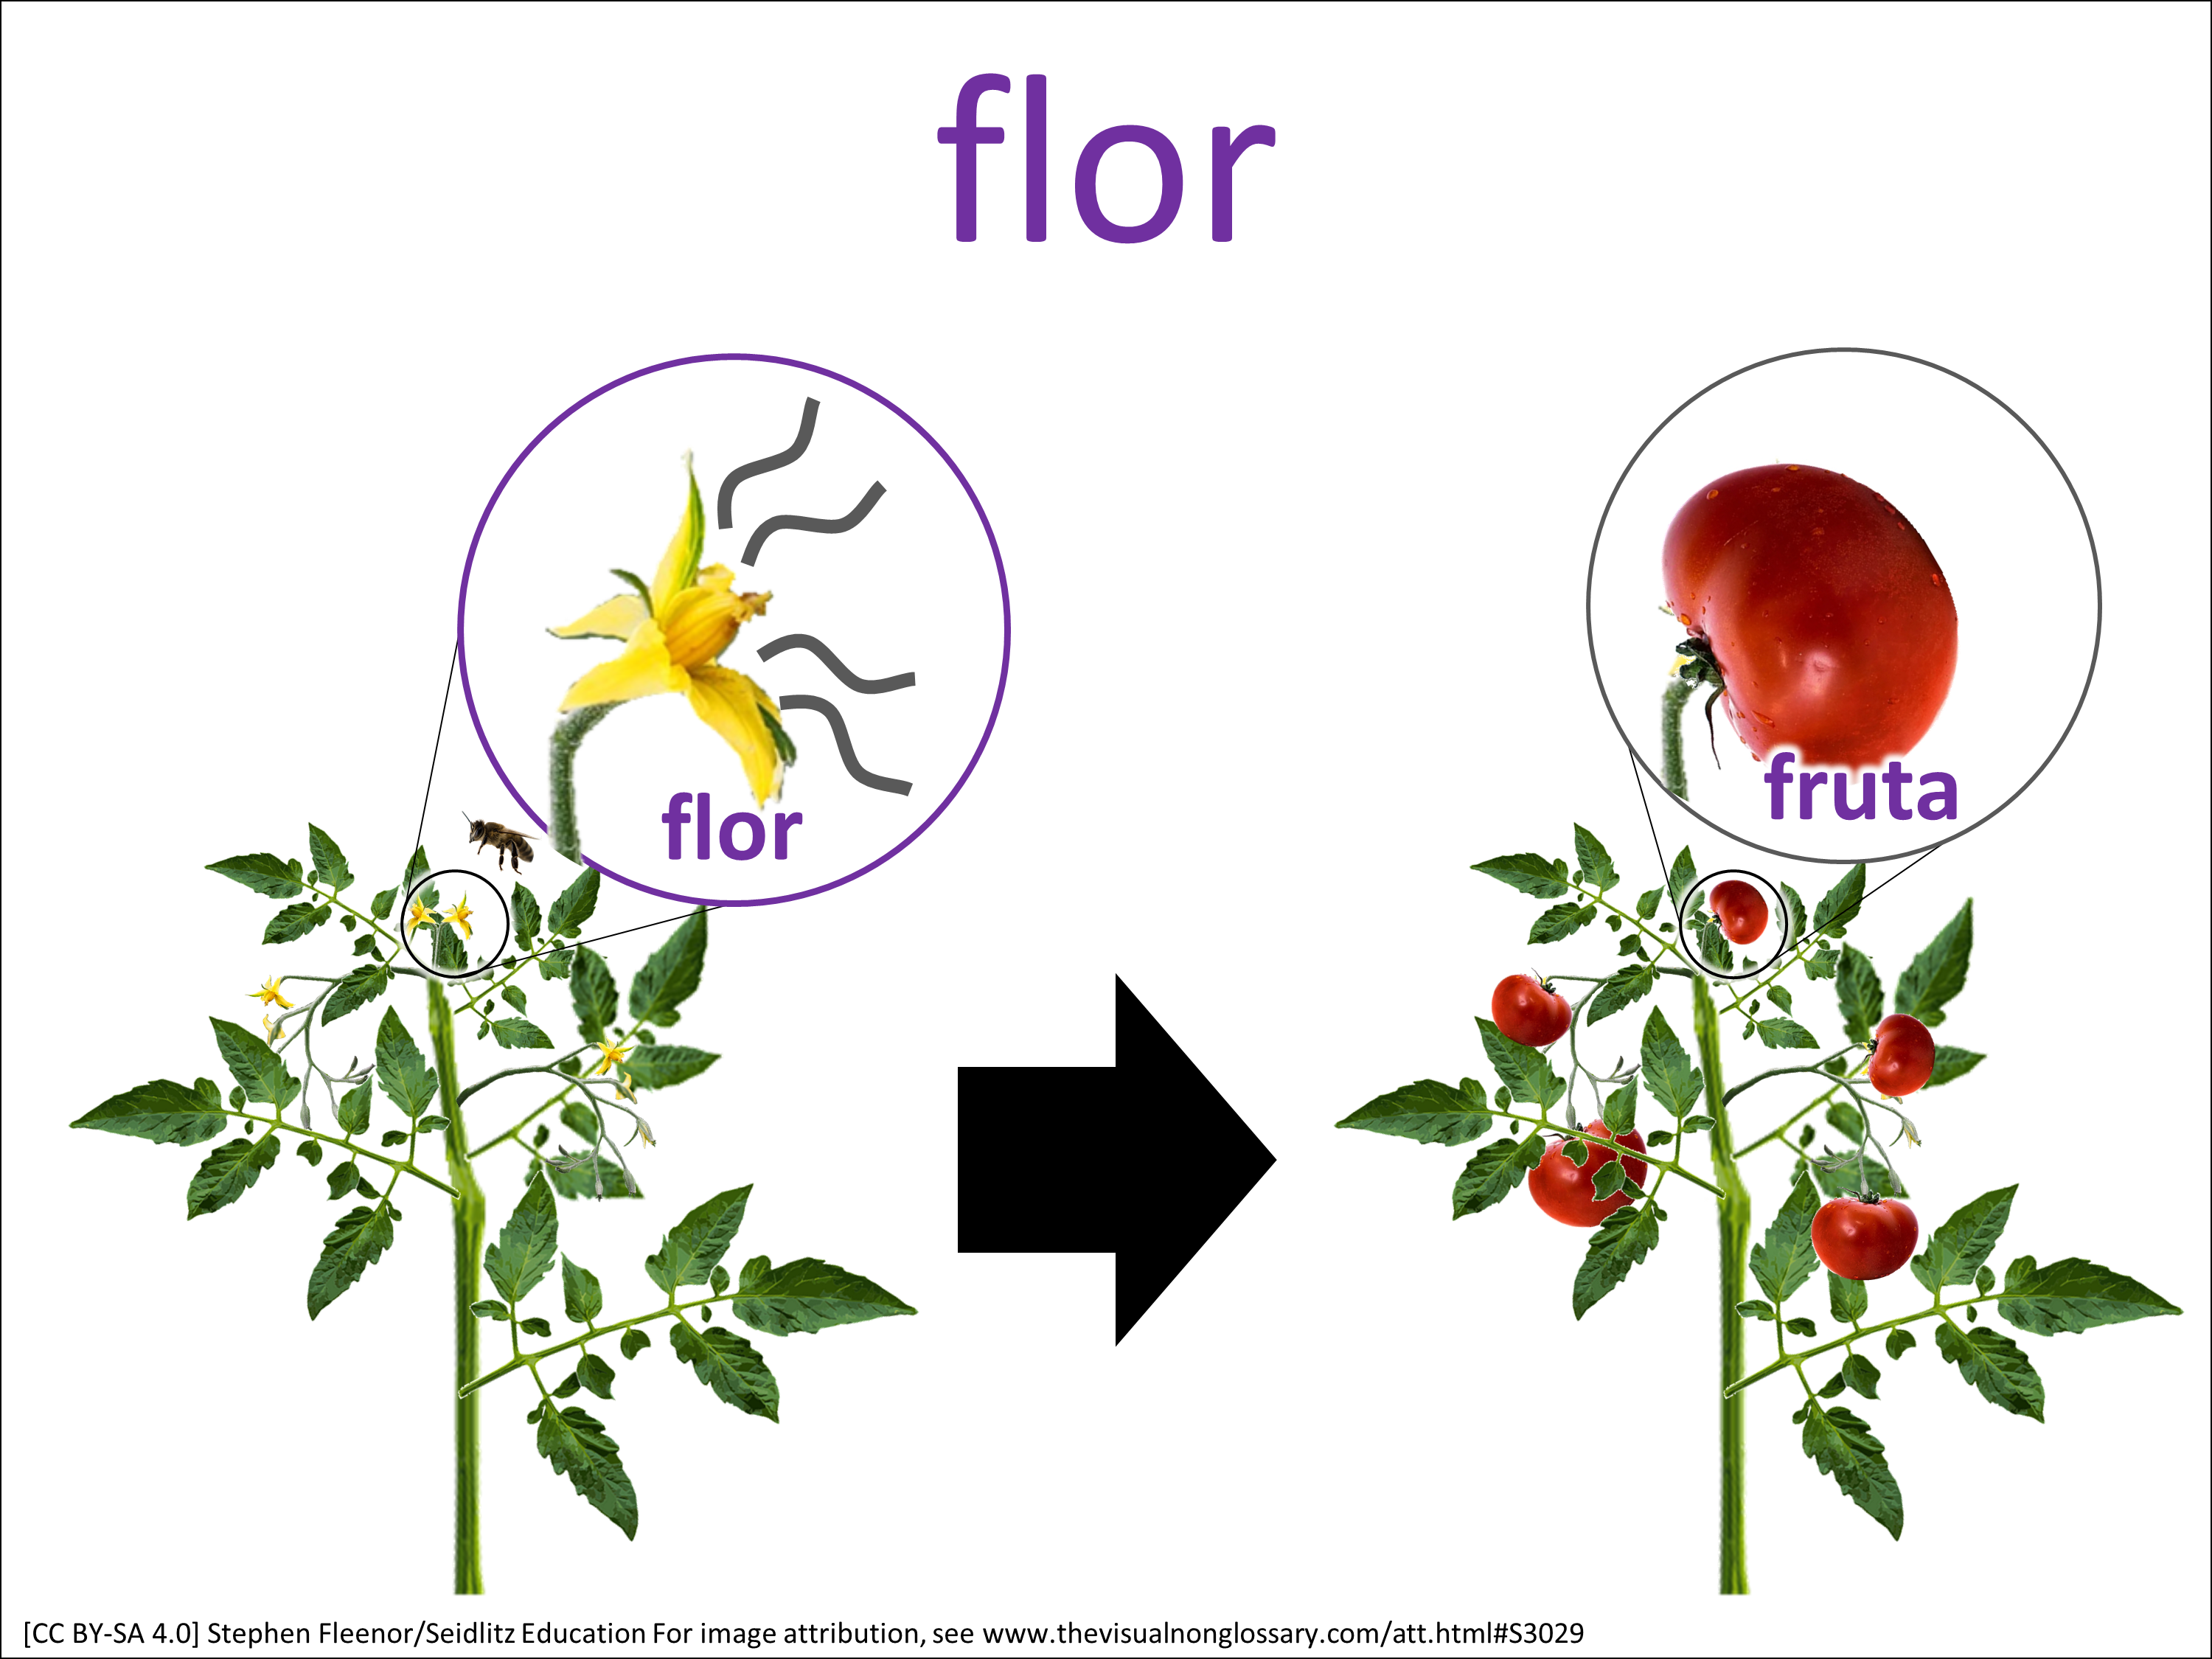 flor
flor
fruta
[CC BY-SA 4.0] Stephen Fleenor/Seidlitz Education For image attribution, see www.thevisualnonglossary.com/att.html#S3029